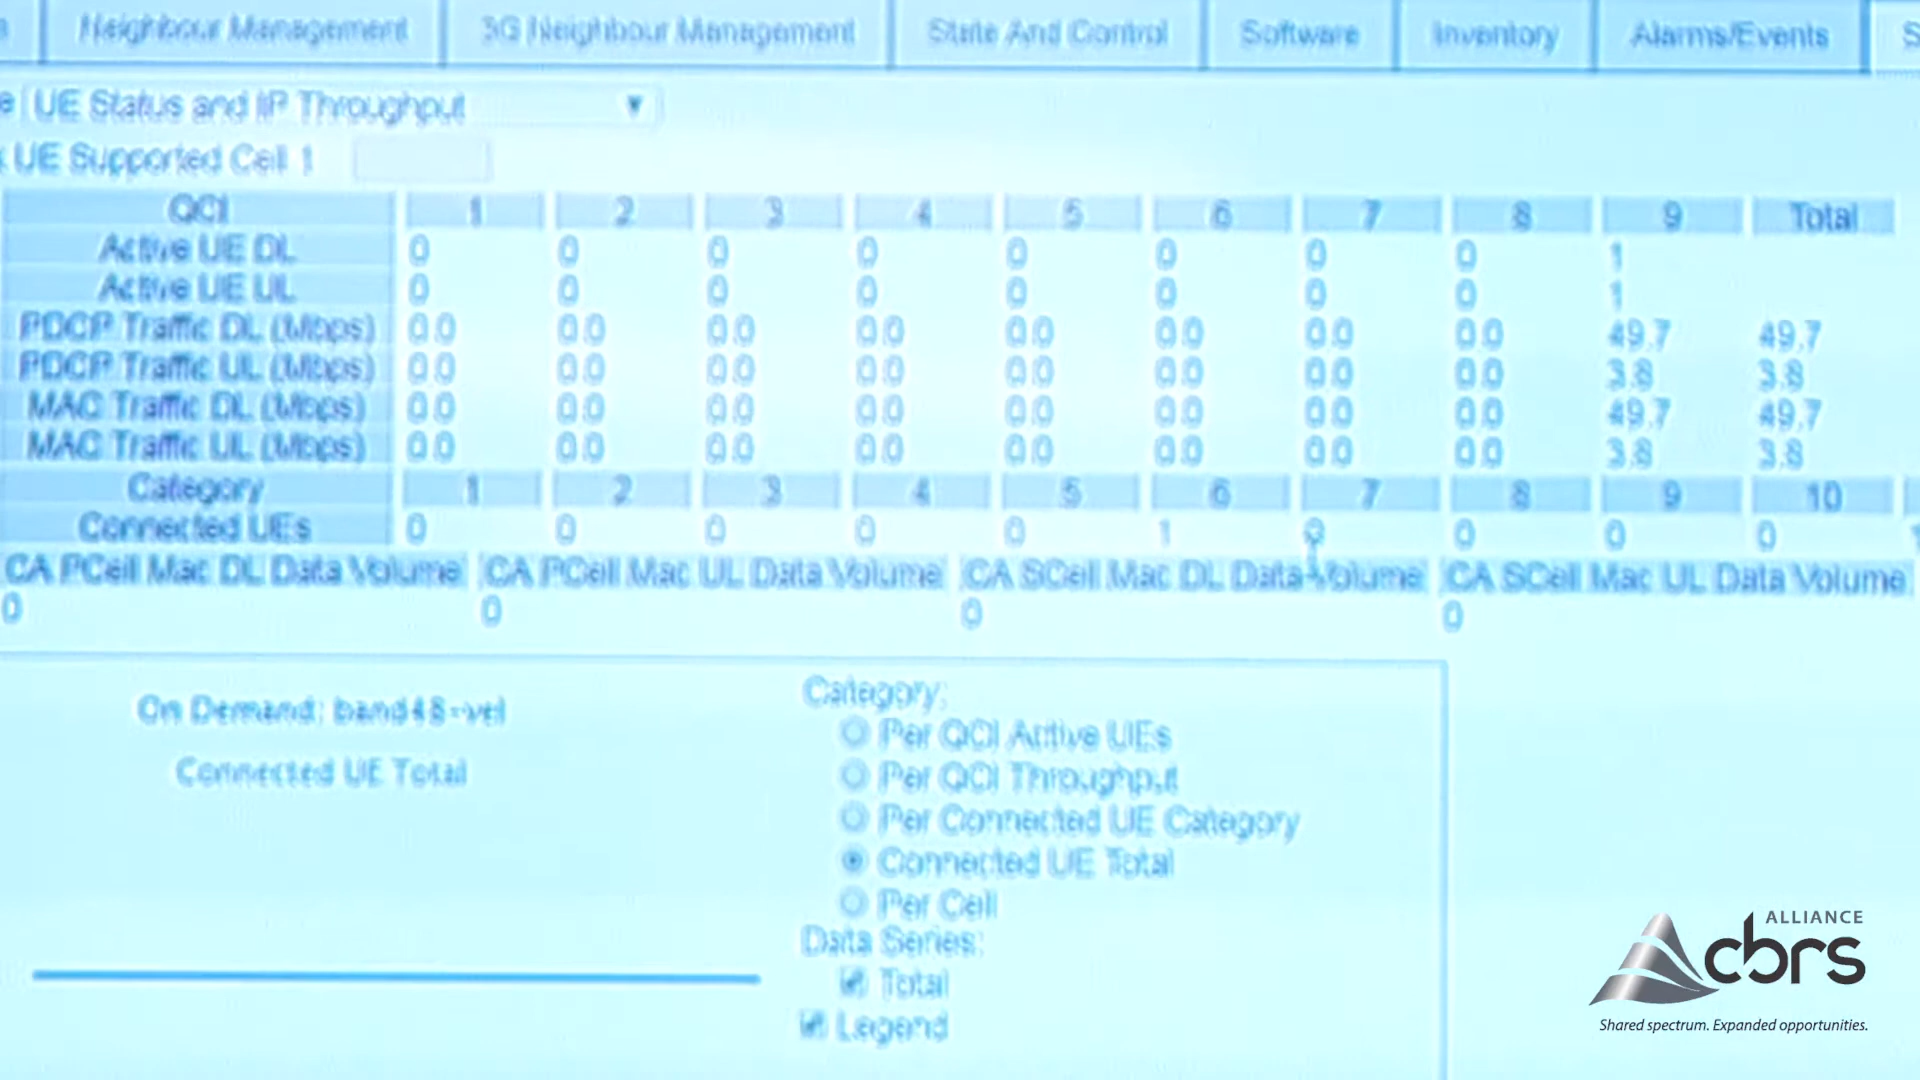 Neighbour Management 5G Neighbour Management State And Control Software Inventory Alarms/Events S
e UE Status and IP Throughput
UE Supported Cell 1
QCI 1 2 3 4 5 6 7 8 9 Total
Active UE DL 0 0 0 0 0 0 0 0 1
Active UE UL 0 0 0 0 0 0 0 0 1
PDCP Traffic DL (Mbps) 0.0 0.0 0.0 0.0 0.0 0.0 0.0 0.0 49.7 49.7
PDCP Traffic UL (Mbps) 0.0 0.0 0.0 0.0 0.0 0.0 0.0 0.0 3.8 3.8
MAC Traffic DL (Mbps) 0.0 0.0 0.0 0.0 0.0 0.0 0.0 0.0 49.7 49.7
MAC Traffic UL (Mbps) 0.0 0.0 0.0 0.0 0.0 0.0 0.0 0.0 3.8 3.8
Category 1 2 3 4 5 6 7 8 9 10
Connected UEs 0 0 0 0 0 1 0 0 0 0 1
CA PCell Mac DL Data Volume CA PCell Mac UL Data Volume CA SCell Mac DL Data Volume CA SCell Mac UL Data Volume
0 0 0 0
On Demand: band48-vel
Connected UE Total
Category:
Per QCI Active UEs
Per QCI Throughput
Per Connected UE Category
Connected UE Total
Per Cell
Data Series:
Total
Legend
ALLIANCE
cbrs
Shared spectrum. Expanded opportunities.